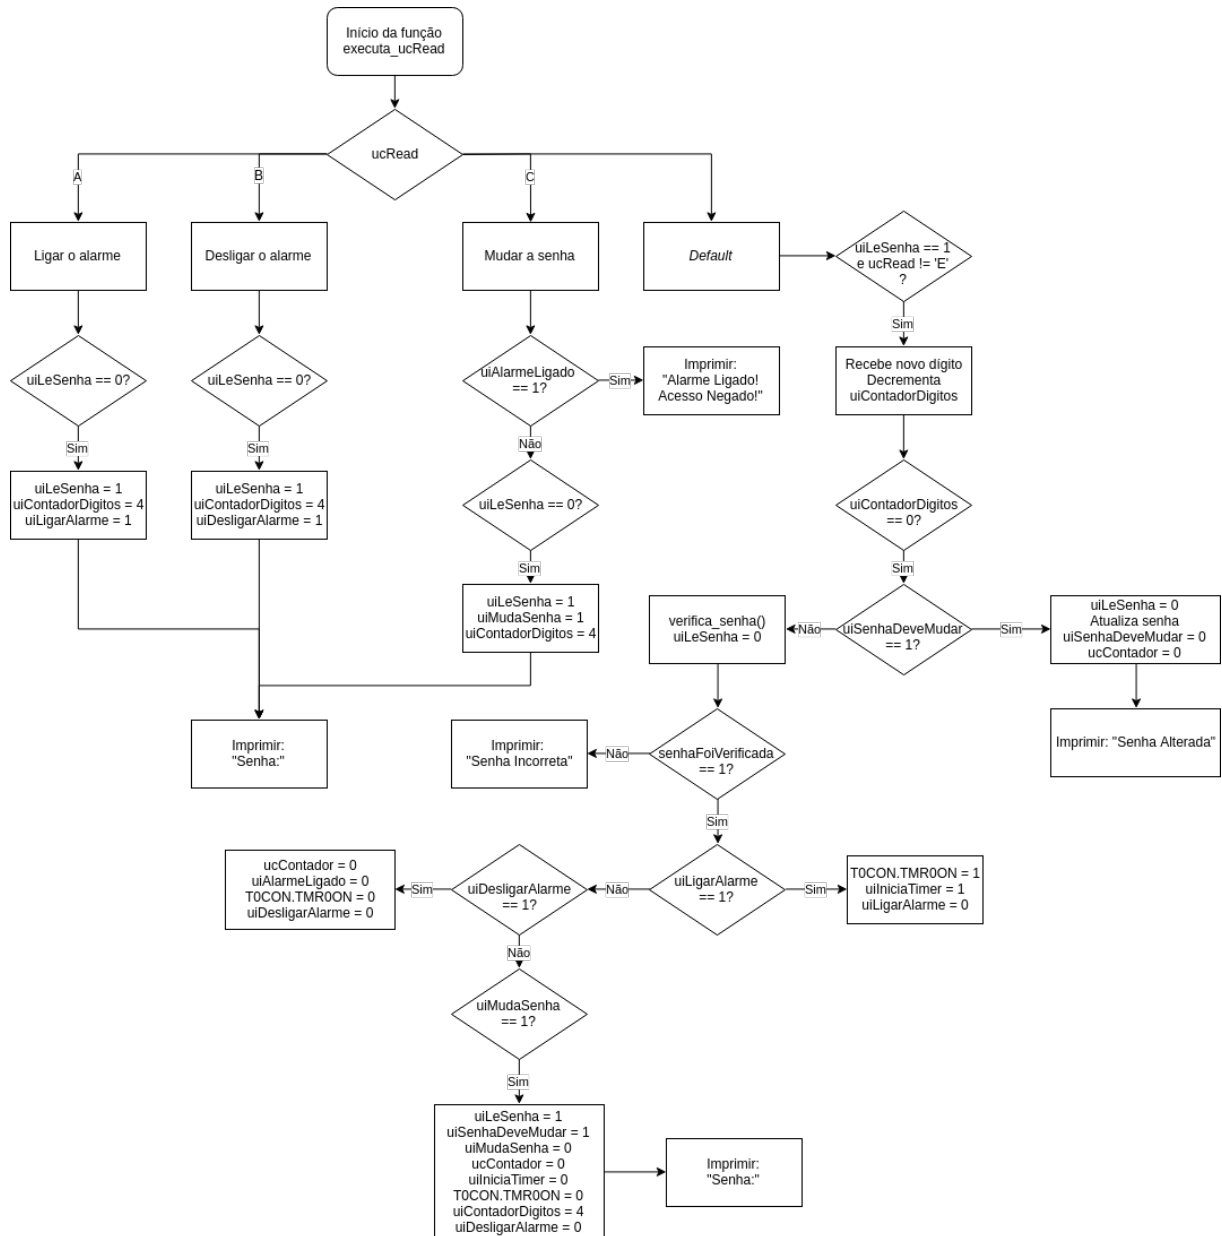 Início da função
executa_ucRead
ucRead
A
B
C
Ligar o alarme
Desligar o alarme
Mudar a senha
Default
uiLeSenha == 1
e ucRead != 'E'
?
Sim
uiLeSenha == 0?
uiLeSenha == 0?
uiAlarmeLigado
== 1?
Sim
Imprimir:
"Alarme Ligado!
Acesso Negado!"
Recebe novo dígito
Decrementa
uiContadorDigitos
Sim
Sim
Não
uiLeSenha = 1
uiContadorDigitos = 4
uiLigarAlarme = 1
uiLeSenha = 1
uiContadorDigitos = 4
uiDesligarAlarme = 1
uiLeSenha == 0?
uiContadorDigitos
== 0?
Sim
Sim
uiLeSenha = 1
uiMudaSenha = 1
uiContadorDigitos = 4
verifica_senha()
uiLeSenha = 0
Não
uiSenhaDeveMudar
== 1?
Sim
uiLeSenha = 0
Atualiza senha
uiSenhaDeveMudar = 0
ucContador = 0
Imprimir:
"Senha:"
Imprimir:
"Senha Incorreta"
Não
senhaFoiVerificada
== 1?
Imprimir: "Senha Alterada"
Sim
ucContador = 0
uiAlarmeLigado = 0
T0CON.TMR0ON = 0
uiDesligarAlarme = 0
Sim
uiDesligarAlarme
== 1?
Não
uiLigarAlarme
== 1?
Sim
T0CON.TMR0ON = 1
uiIniciaTimer = 1
uiLigarAlarme = 0
Não
uiMudaSenha
== 1?
Sim
uiLeSenha = 1
uiSenhaDeveMudar = 1
uiMudaSenha = 0
ucContador = 0
uiIniciaTimer = 0
T0CON.TMR0ON = 0
uiContadorDigitos = 4
uiDesligarAlarme = 0
Imprimir:
"Senha:"